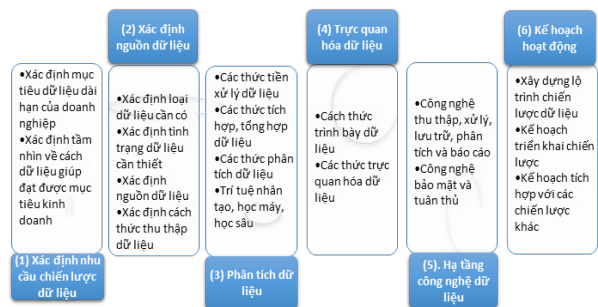 (1) Xác định nhu
cầu chiến lược
dữ liệu
•Xác định mục
tiêu dữ liệu dài
hạn của doanh
nghiệp
•Xác định tầm
nhìn về cách
dữ liệu giúp
đạt được mục
tiêu kinh
doanh
(2) Xác định
nguồn dữ liệu
•Xác định loại
dữ liệu cần có
•Xác định tình
trạng dữ liệu
cần thiết
•Xác định
nguồn dữ liệu
•Xác định cách
thức thu thập
dữ liệu
(3) Phân tích dữ
liệu
•Các thức tiền
xử lý dữ liệu
•Các thức tích
hợp, tổng hợp
dữ liệu
•Các thức phân
tích dữ liệu
•Trí tuệ nhân
tạo, học máy,
học sâu
(4) Trực quan
hóa dữ liệu
•Cách thức
trình bày dữ
liệu
•Các thức trực
quan hóa dữ
liệu
(5). Hạ tầng
công nghệ dữ
liệu
•Công nghệ
thu thập, xử lý,
lưu trữ, phân
tích và báo cáo
•Công nghệ
bảo mật và
tuân thủ
(6) Kế hoạch
hoạt động
•Xây dựng lộ
trình chiến
lược dữ liệu
•Kế hoạch
triển khai chiến
lược
•Kế hoạch tích
hợp với các
chiến lược
khác